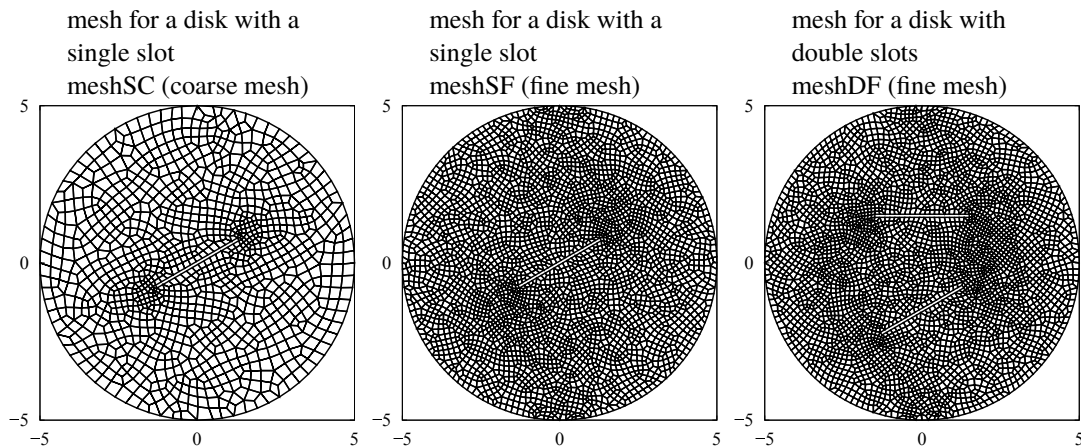 mesh for a disk with a
single slot
meshSC (coarse mesh)
5
0
−5
−5 0 5
mesh for a disk with a
single slot
meshSF (fine mesh)
5
0
−5
−5 0 5
mesh for a disk with
double slots
meshDF (fine mesh)
5
0
−5
−5 0 5